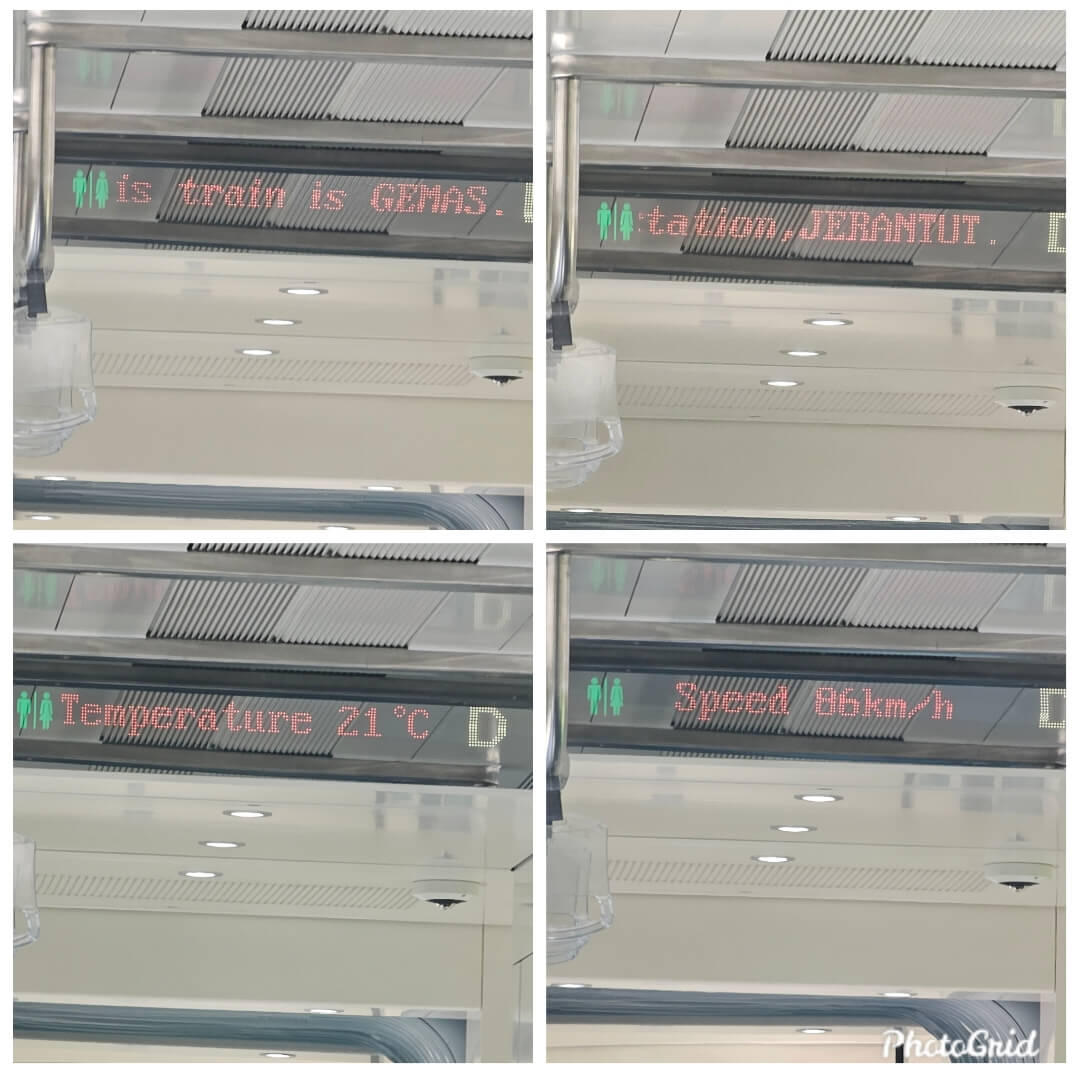 is train is GEMAS.
tation,JERANTUT.
D
Temperature 21°C D
Speed 86km/h D
PhotoGrid